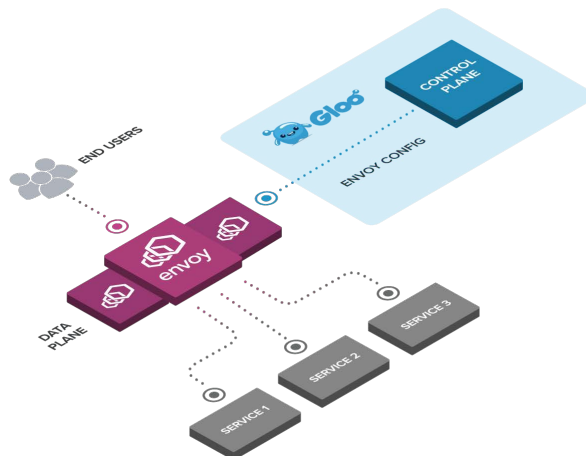 CONTROL
PLANE
Gloo
END USERS
ENVOY CONFIG
envoy
DATA
PLANE
SERVICE 3
SERVICE 2
SERVICE 1